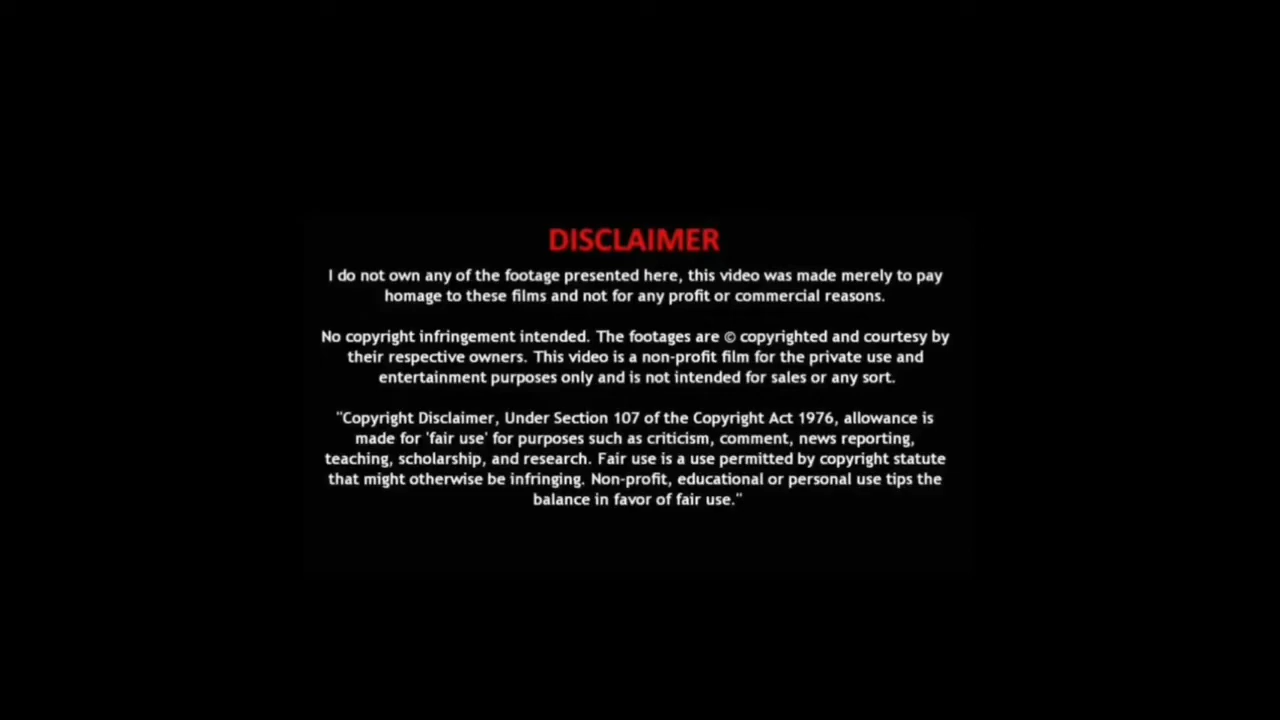 DISCLAIMER
I do not own any of the footage presented here, this video was made merely to pay
homage to these films and not for any profit or commercial reasons.
No copyright infringement intended. The footages are © copyrighted and courtesy by
their respective owners. This video is a non-profit film for the private use and
entertainment purposes only and is not intended for sales or any sort.
"Copyright Disclaimer, Under Section 107 of the Copyright Act 1976, allowance is
made for 'fair use' for purposes such as criticism, comment, news reporting,
teaching, scholarship, and research. Fair use is a use permitted by copyright statute
that might otherwise be infringing. Non-profit, educational or personal use tips the
balance in favor of fair use."